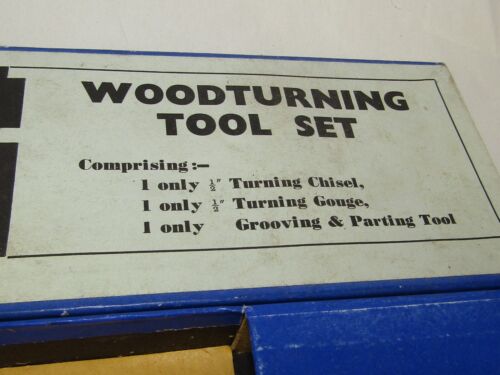 WOODTURNING
TOOL SET
Comprising:—
1 only ½" Turning Chisel,
1 only ½" Turning Gouge,
1 only Grooving & Parting Tool